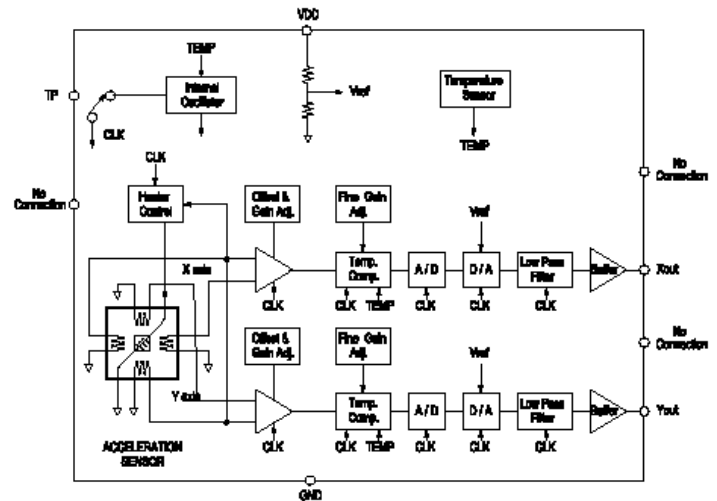 VDD
TEMP
Internal
Oscillator
TP
CLK
Vref
Temperature
Sensor
TEMP
No
Connection
CLK
Heater
Control
No
Connection
Offset &
Gain Adj.
Fine Gain
Adj.
Vref
X axis
Temp.
Comp.
A / D
D / A
Low Pass
Filter
Buffer
Xout
CLK
CLK
TEMP
CLK
CLK
CLK
No
Connection
Offset &
Gain Adj.
Fine Gain
Adj.
Vref
Y axis
Temp.
Comp.
A / D
D / A
Low Pass
Filter
Buffer
Yout
CLK
CLK
TEMP
CLK
CLK
CLK
ACCELERATION
SENSOR
GND